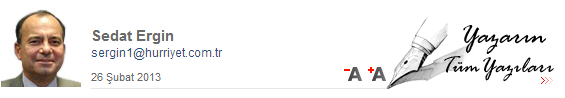 Sedat Ergin
sergin1@hurriyet.com.tr
26 Şubat 2013
-A +A
Yazarın
Tüm Yazıları